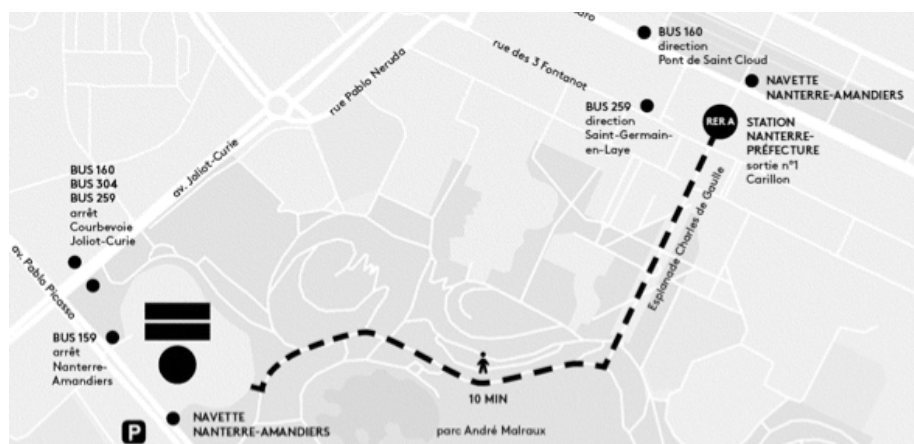 BUS 160
direction
Pont de Saint Cloud
rue des 3 Fontanot
NAVETTE
NANTERRE-AMANDIERS
rue Pablo Neruda
BUS 259
direction
Saint-Germain-
en-Laye
RER A
STATION
NANTERRE-
PRÉFECTURE
sortie n°1
Carillon
av. Joliot-Curie
BUS 160
BUS 304
BUS 259
arrêt
Courbevoie
Joliot-Curie
Esplanade Charles de Gaulle
av. Pablo Picasso
BUS 159
arrêt
Nanterre-
Amandiers
10 MIN
NAVETTE
NANTERRE-AMANDIERS
P
parc André Malraux